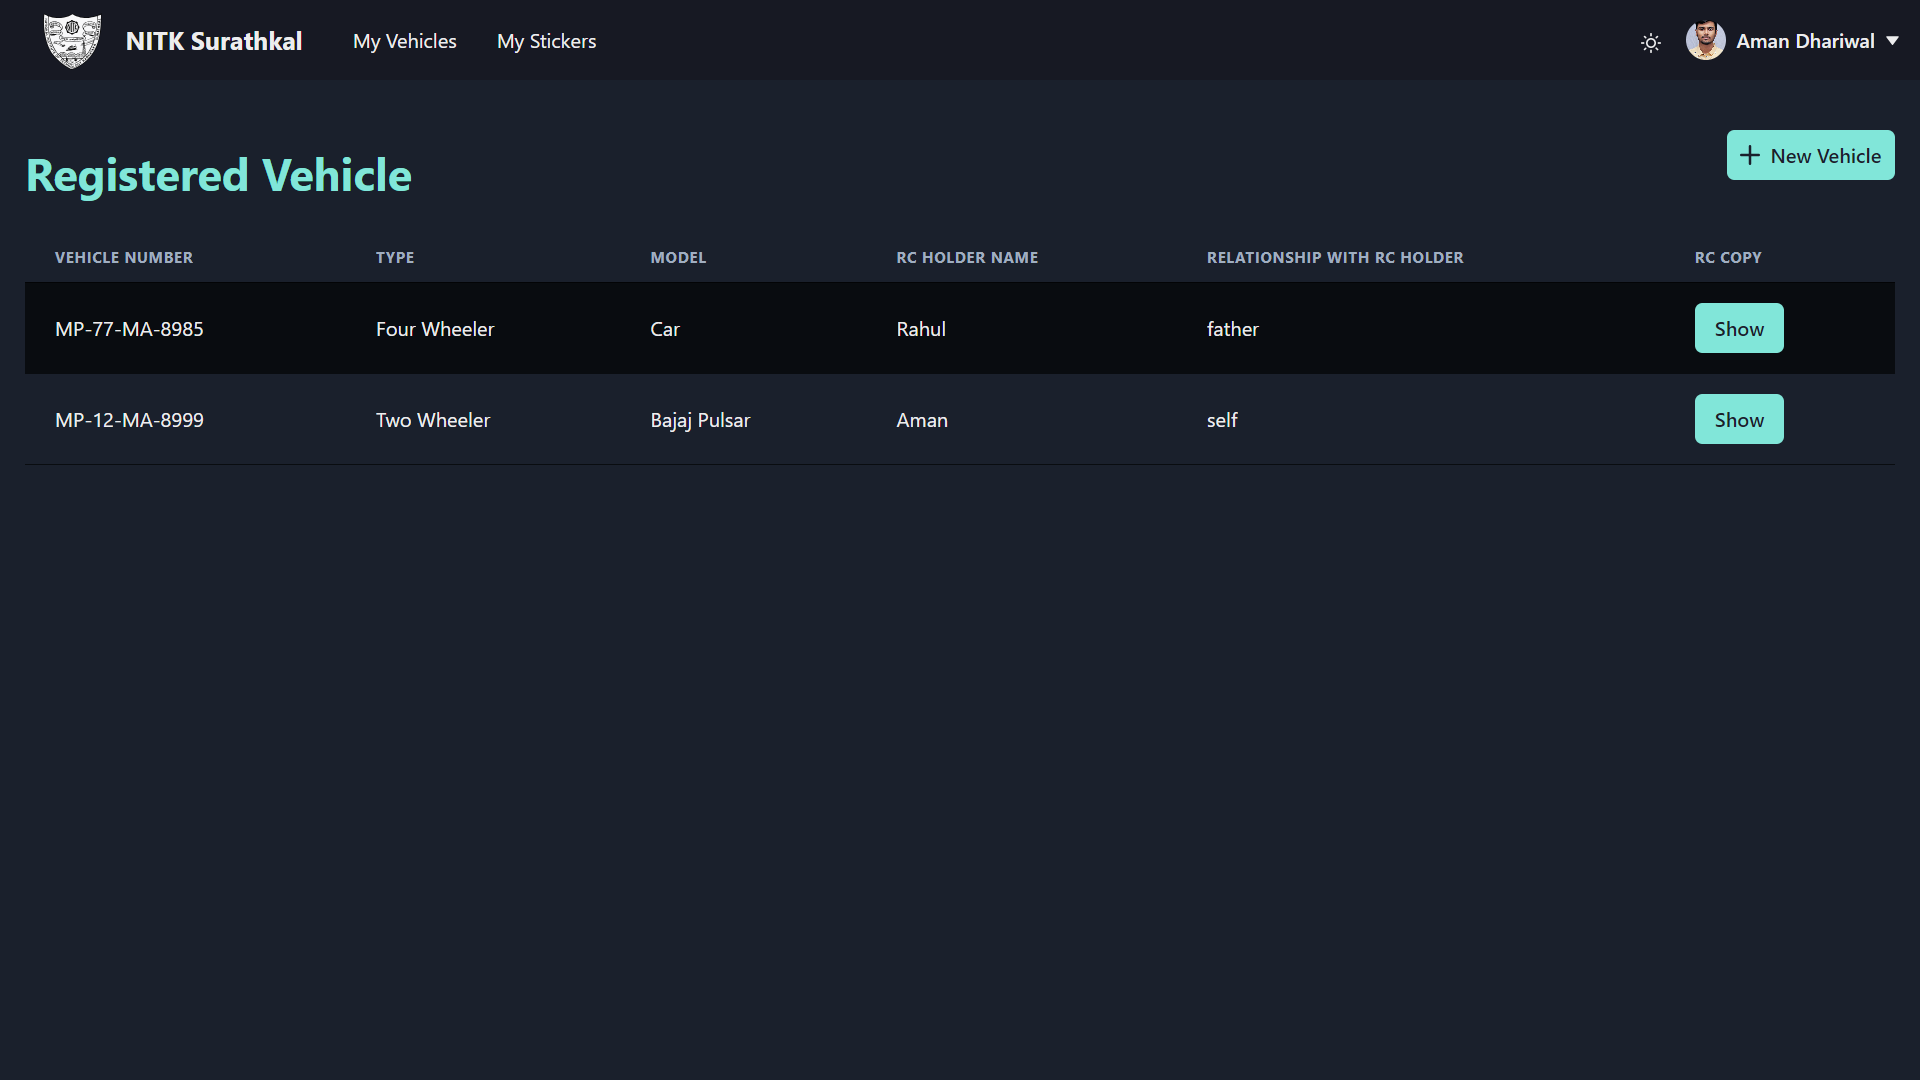 NITK Surathkal My Vehicles My Stickers Aman Dhariwal
Registered Vehicle
New Vehicle
VEHICLE NUMBER TYPE MODEL RC HOLDER NAME RELATIONSHIP WITH RC HOLDER RC COPY
MP-77-MA-8985 Four Wheeler Car Rahul father Show
MP-12-MA-8999 Two Wheeler Bajaj Pulsar Aman self Show